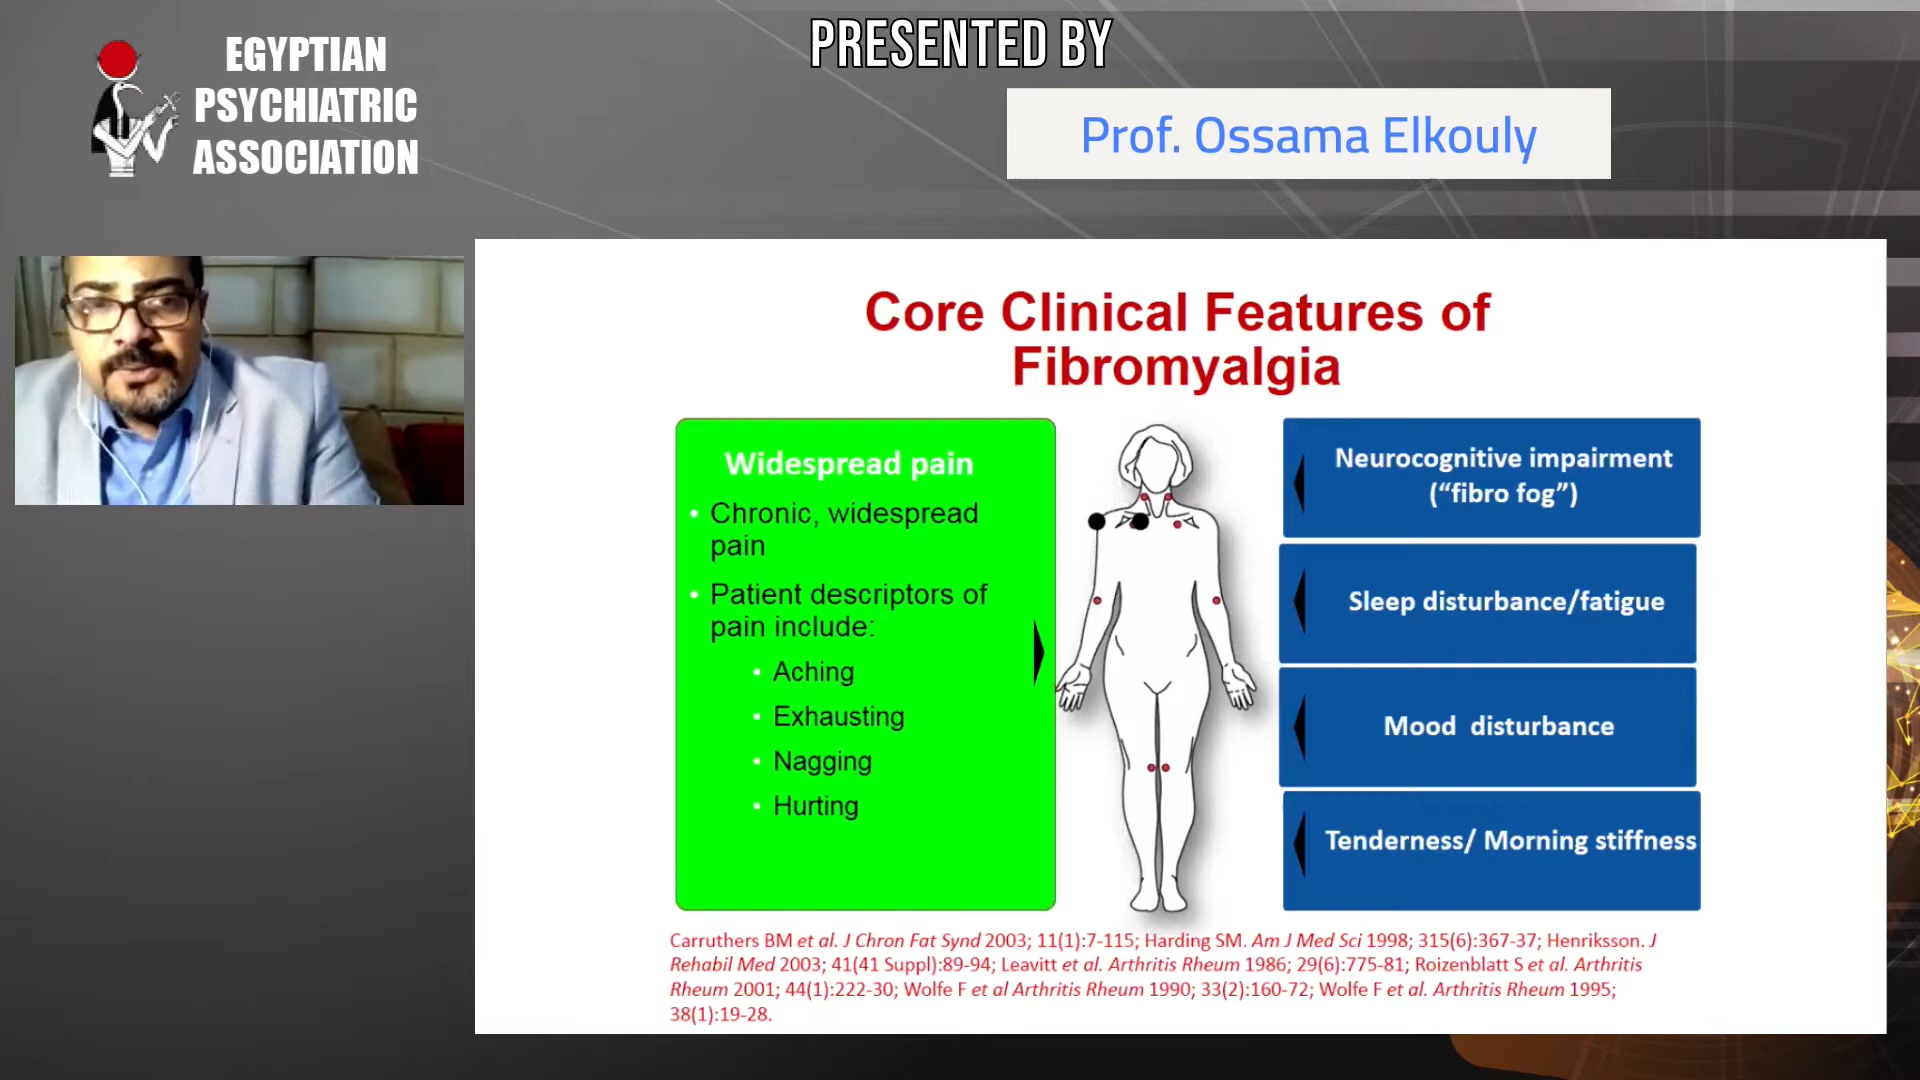 EGYPTIAN
PSYCHIATRIC
ASSOCIATION
PRESENTED BY
Prof. Ossama Elkouly
Core Clinical Features of
Fibromyalgia
Widespread pain
• Chronic, widespread
pain
• Patient descriptors of
pain include:
• Aching
• Exhausting
• Nagging
• Hurting
Neurocognitive impairment
(“fibro fog”)
Sleep disturbance/fatigue
Mood disturbance
Tenderness/ Morning stiffness
Carruthers BM et al. J Chron Fat Synd 2003; 11(1):7-115; Harding SM. Am J Med Sci 1998; 315(6):367-37; Henriksson. J
Rehabil Med 2003; 41(41 Suppl):89-94; Leavitt et al. Arthritis Rheum 1986; 29(6):775-81; Roizenblatt S et al. Arthritis
Rheum 2001; 44(1):222-30; Wolfe F et al Arthritis Rheum 1990; 33(2):160-72; Wolfe F et al. Arthritis Rheum 1995;
38(1):19-28.